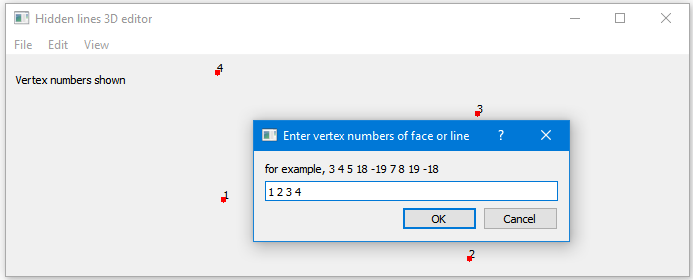 Hidden lines 3D editor
File Edit View
4
Vertex numbers shown
3
Enter vertex numbers of face or line ?
for example, 3 4 5 18 -19 7 8 19 -18
1 2 3 4
1
OK Cancel
2